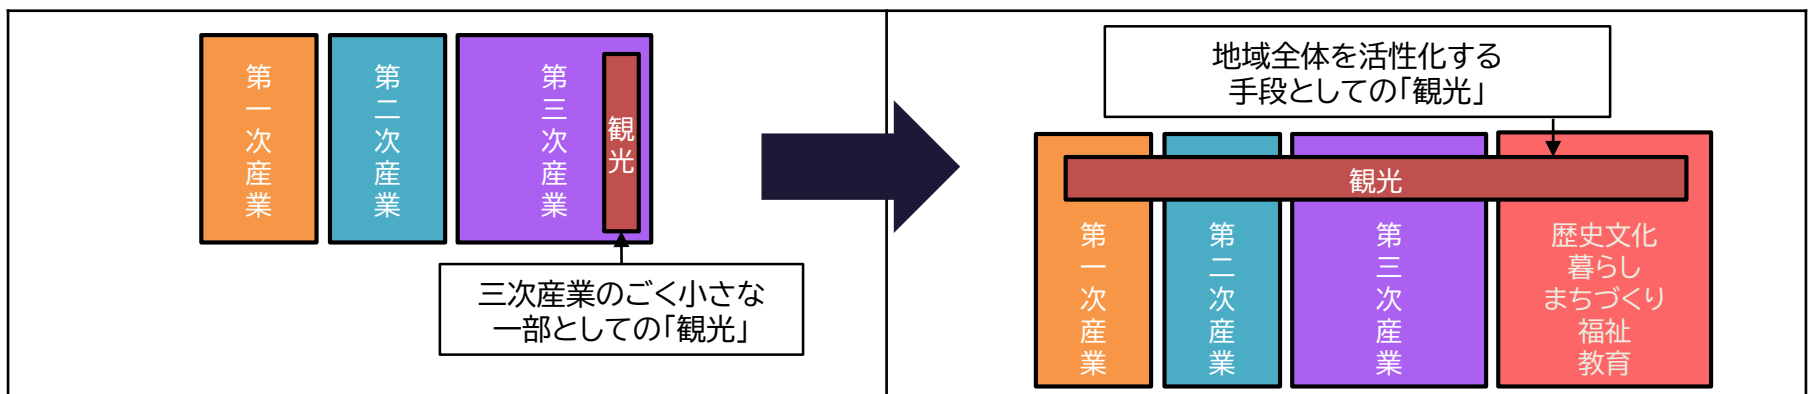 第一次産業
第二次産業
第三次産業
観光
三次産業のごく小さな
一部としての「観光」
地域全体を活性化する
手段としての「観光」
観光
第一次産業
第二次産業
第三次産業
歴史文化
暮らし
まちづくり
福祉
教育